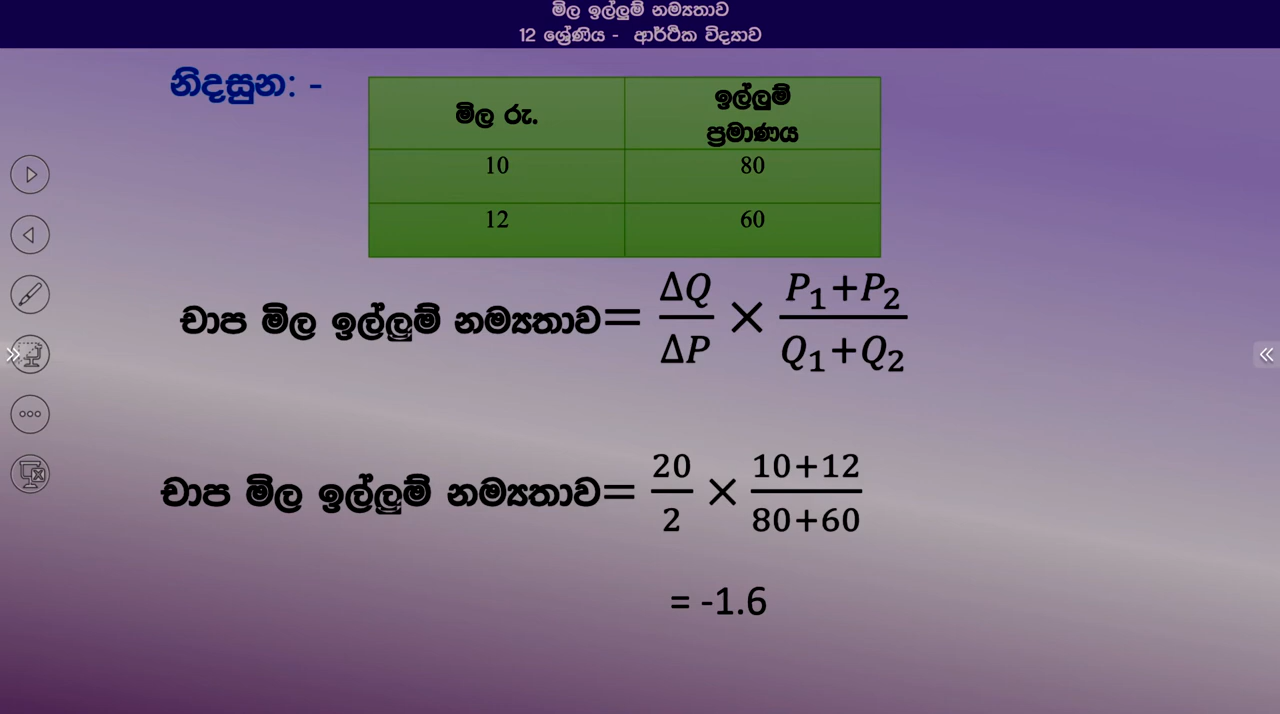 මිල ඉල්ලුම් නම්‍යතාව
12 ශ්‍රේණිය - ආර්ථික විද්‍යාව
නිදසුන: -
මිල රු. ඉල්ලුම් ප්‍රමාණය
10 80
12 60
චාප මිල ඉල්ලුම් නම්‍යතාව= ΔQ/ΔP × P₁+P₂/Q₁+Q₂
චාප මිල ඉල්ලුම් නම්‍යතාව= 20/2 × 10+12/80+60
= -1.6